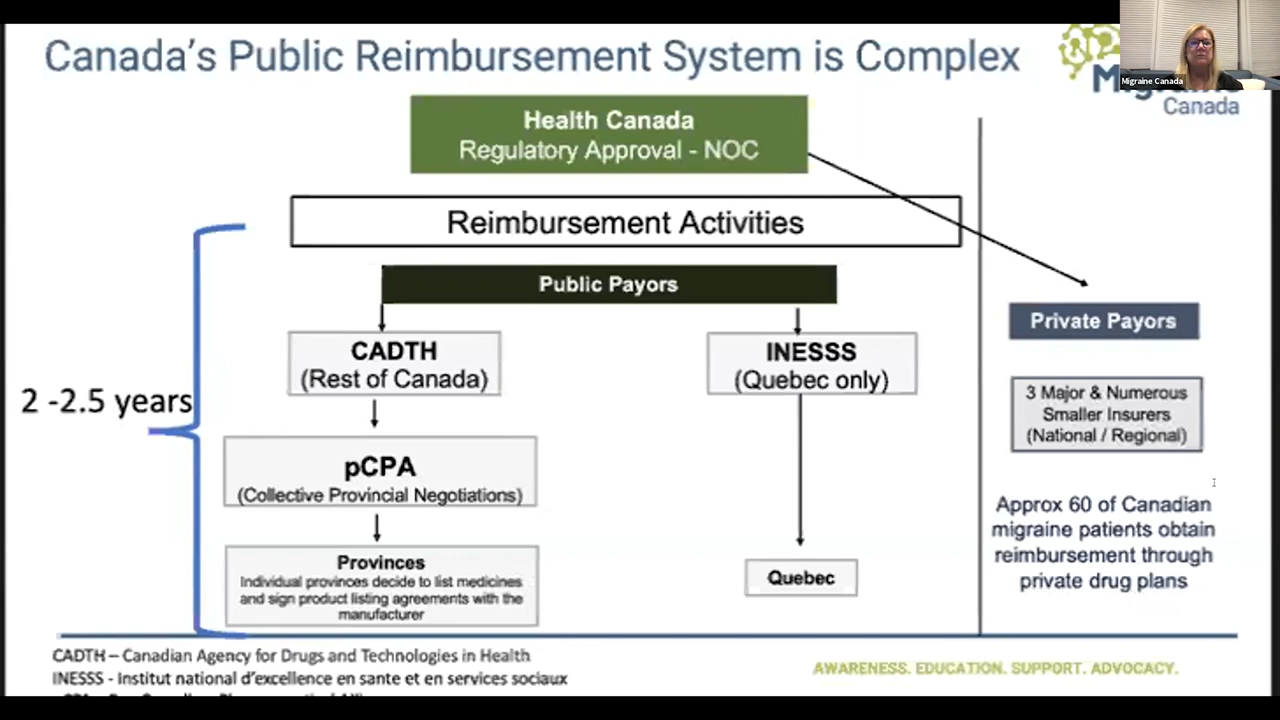 Canada's Public Reimbursement System is Complex
Migraine Canada
Canada
Health Canada
Regulatory Approval - NOC
Reimbursement Activities
Public Payors
Private Payors
CADTH
(Rest of Canada)
INESSS
(Quebec only)
3 Major & Numerous
Smaller Insurers
(National / Regional)
2 -2.5 years
pCPA
(Collective Provincial Negotiations)
Approx 60 of Canadian
migraine patients obtain
reimbursement through
private drug plans
Provinces
Individual provinces decide to list medicines
and sign product listing agreements with the
manufacturer
Quebec
CADTH – Canadian Agency for Drugs and Technologies in Health
INESSS - Institut national d'excellence en sante et en services sociaux
AWARENESS. EDUCATION. SUPPORT. ADVOCACY.